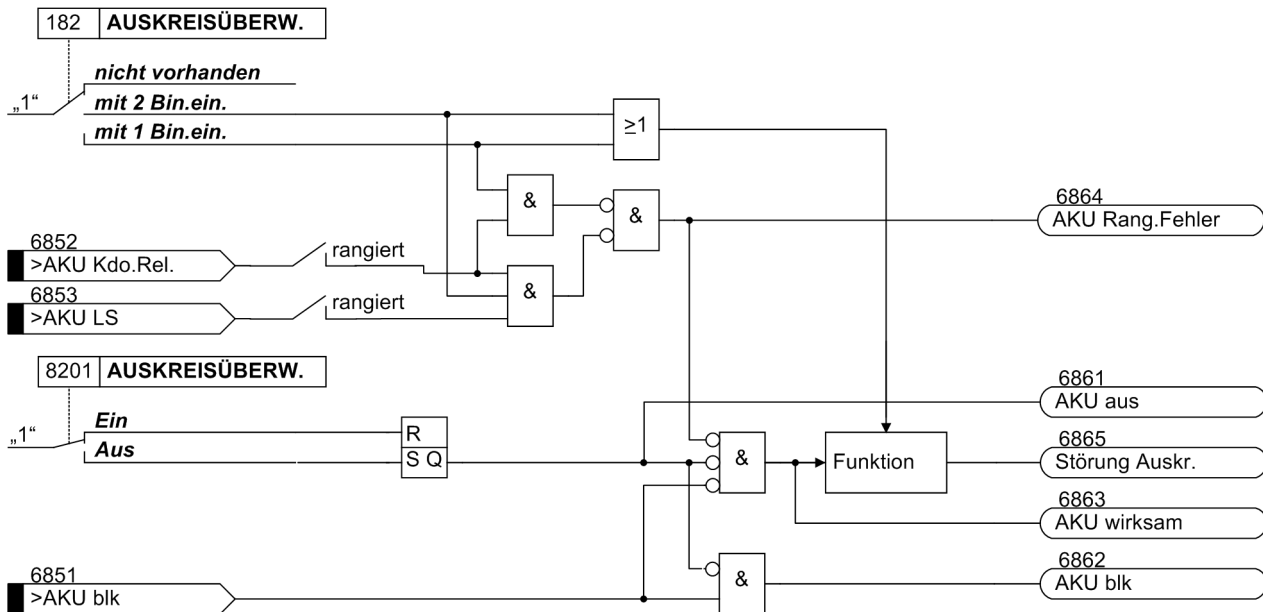 182 AUSKREISÜBERW.
nicht vorhanden
„1“
mit 2 Bin.ein.
mit 1 Bin.ein.
≥1
&
&
6864
AKU Rang.Fehler
6852
>AKU Kdo.Rel.
rangiert
&
6853
>AKU LS
rangiert
8201 AUSKREISÜBERW.
6861
AKU aus
„1“
Ein
Aus
R
S Q
&
Funktion
6865
Störung Auskr.
6863
AKU wirksam
6862
AKU blk
&
6851
>AKU blk